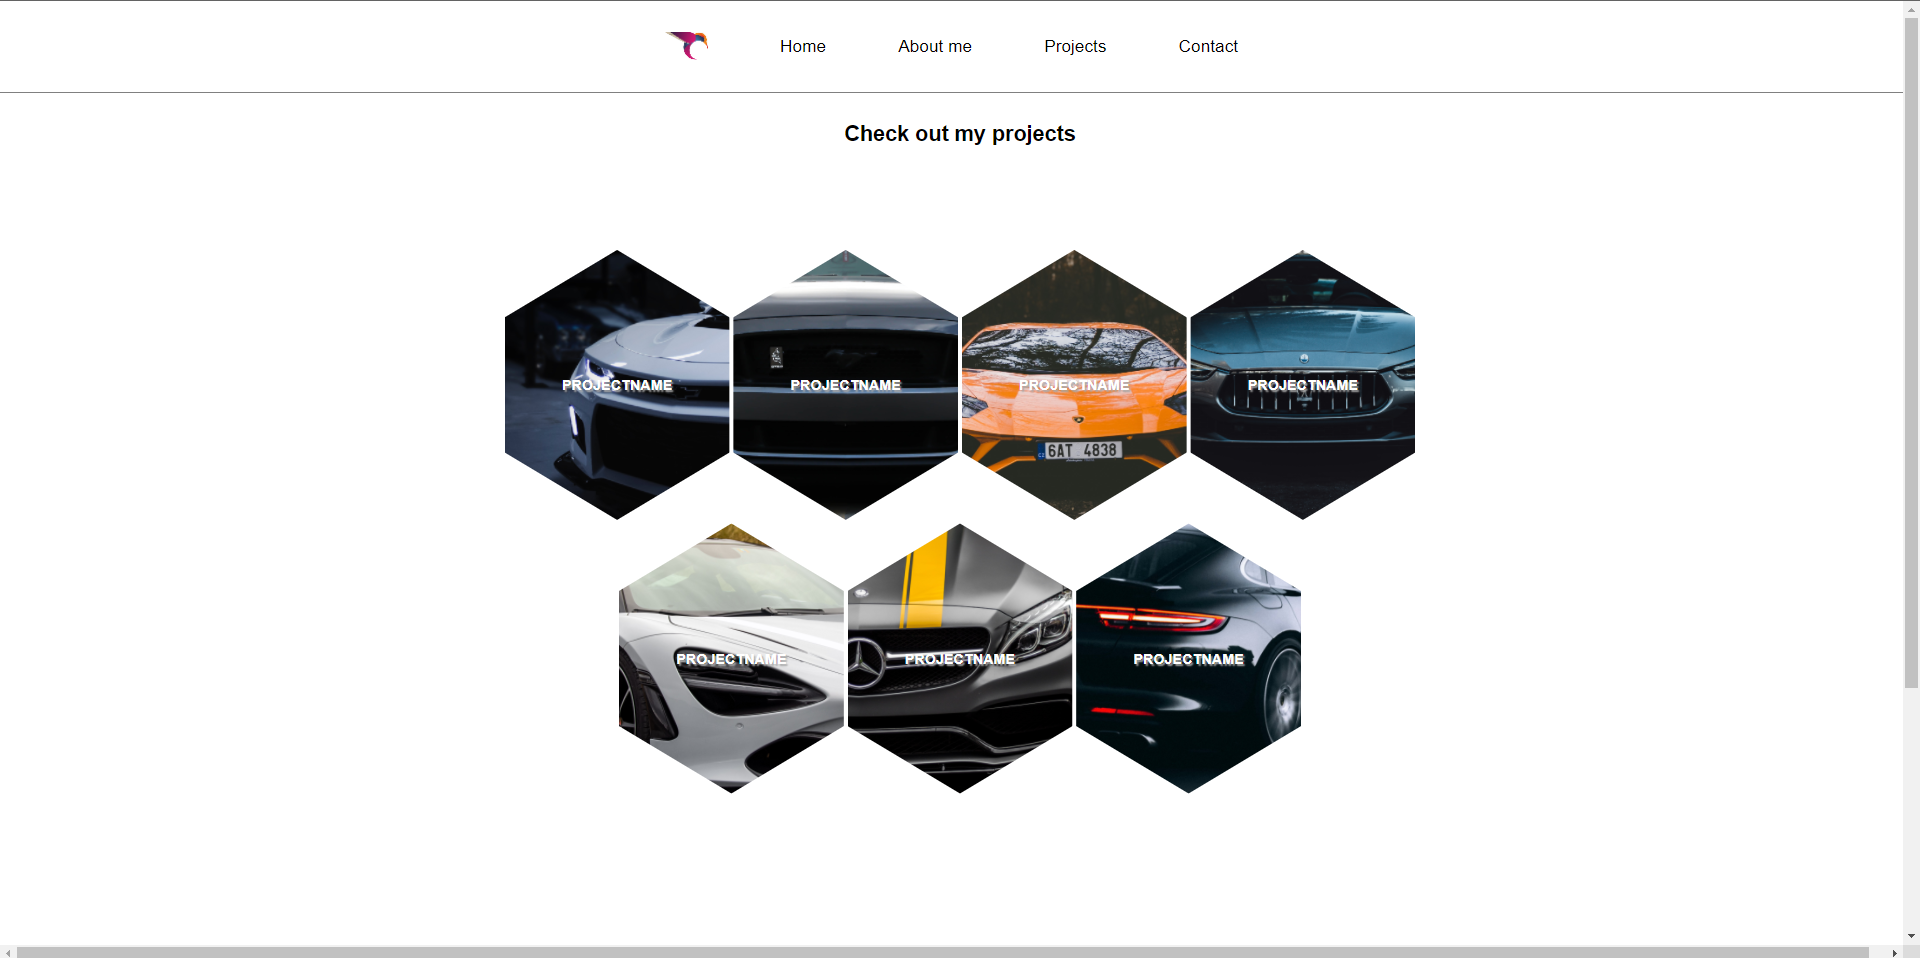 Home About me Projects Contact
Check out my projects
PROJECTNAME PROJECTNAME PROJECTNAME PROJECTNAME
6AT 4838
PROJECTNAME PROJECTNAME PROJECTNAME